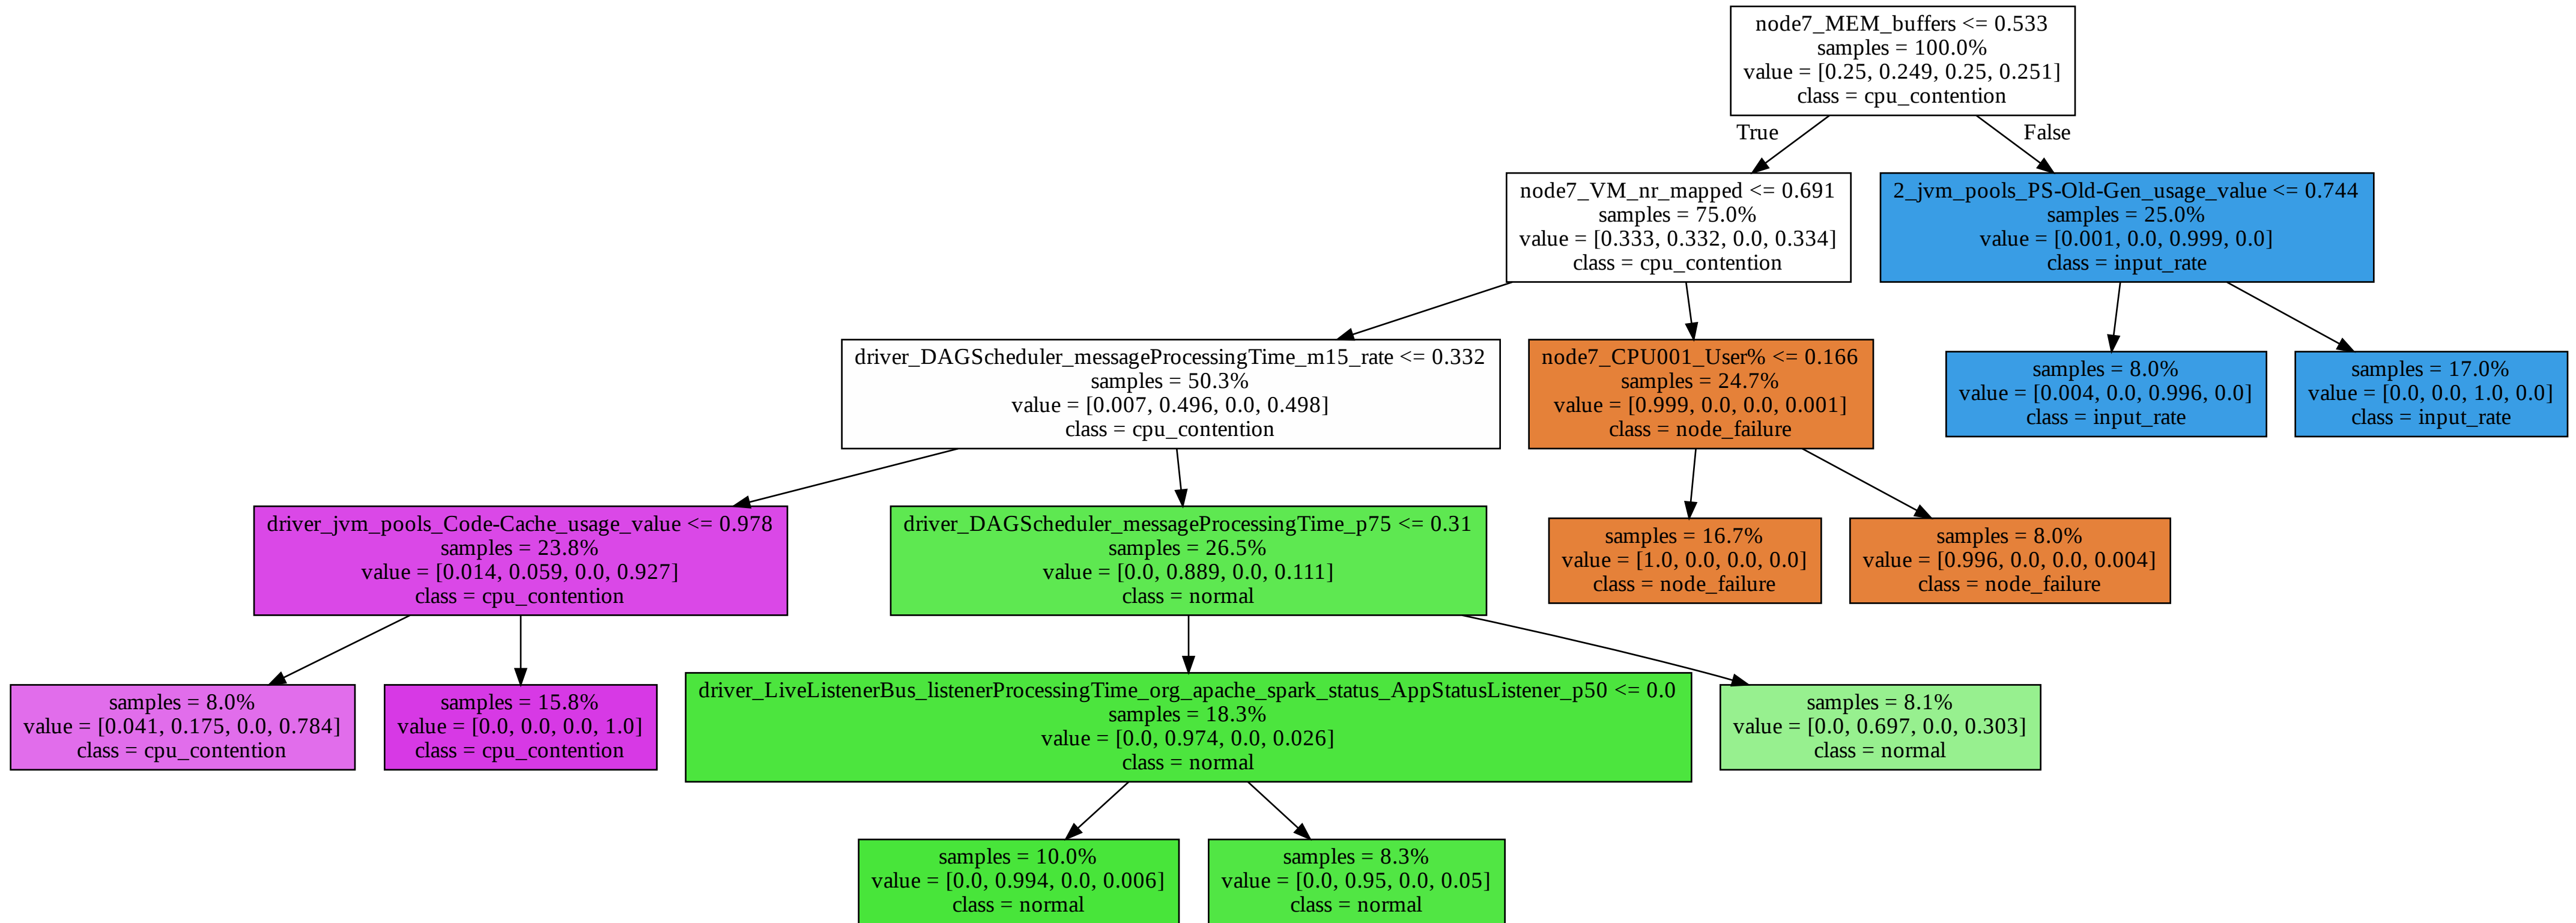 node7_MEM_buffers <= 0.533
samples = 100.0%
value = [0.25, 0.249, 0.25, 0.251]
class = cpu_contention
True
False
node7_VM_nr_mapped <= 0.691
samples = 75.0%
value = [0.333, 0.332, 0.0, 0.334]
class = cpu_contention
2_jvm_pools_PS-Old-Gen_usage_value <= 0.744
samples = 25.0%
value = [0.001, 0.0, 0.999, 0.0]
class = input_rate
driver_DAGScheduler_messageProcessingTime_m15_rate <= 0.332
samples = 50.3%
value = [0.007, 0.496, 0.0, 0.498]
class = cpu_contention
node7_CPU001_User% <= 0.166
samples = 24.7%
value = [0.999, 0.0, 0.0, 0.001]
class = node_failure
samples = 8.0%
value = [0.004, 0.0, 0.996, 0.0]
class = input_rate
samples = 17.0%
value = [0.0, 0.0, 1.0, 0.0]
class = input_rate
driver_jvm_pools_Code-Cache_usage_value <= 0.978
samples = 23.8%
value = [0.014, 0.059, 0.0, 0.927]
class = cpu_contention
driver_DAGScheduler_messageProcessingTime_p75 <= 0.31
samples = 26.5%
value = [0.0, 0.889, 0.0, 0.111]
class = normal
samples = 16.7%
value = [1.0, 0.0, 0.0, 0.0]
class = node_failure
samples = 8.0%
value = [0.996, 0.0, 0.0, 0.004]
class = node_failure
samples = 8.0%
value = [0.041, 0.175, 0.0, 0.784]
class = cpu_contention
samples = 15.8%
value = [0.0, 0.0, 0.0, 1.0]
class = cpu_contention
driver_LiveListenerBus_listenerProcessingTime_org_apache_spark_status_AppStatusListener_p50 <= 0.0
samples = 18.3%
value = [0.0, 0.974, 0.0, 0.026]
class = normal
samples = 8.1%
value = [0.0, 0.697, 0.0, 0.303]
class = normal
samples = 10.0%
value = [0.0, 0.994, 0.0, 0.006]
class = normal
samples = 8.3%
value = [0.0, 0.95, 0.0, 0.05]
class = normal